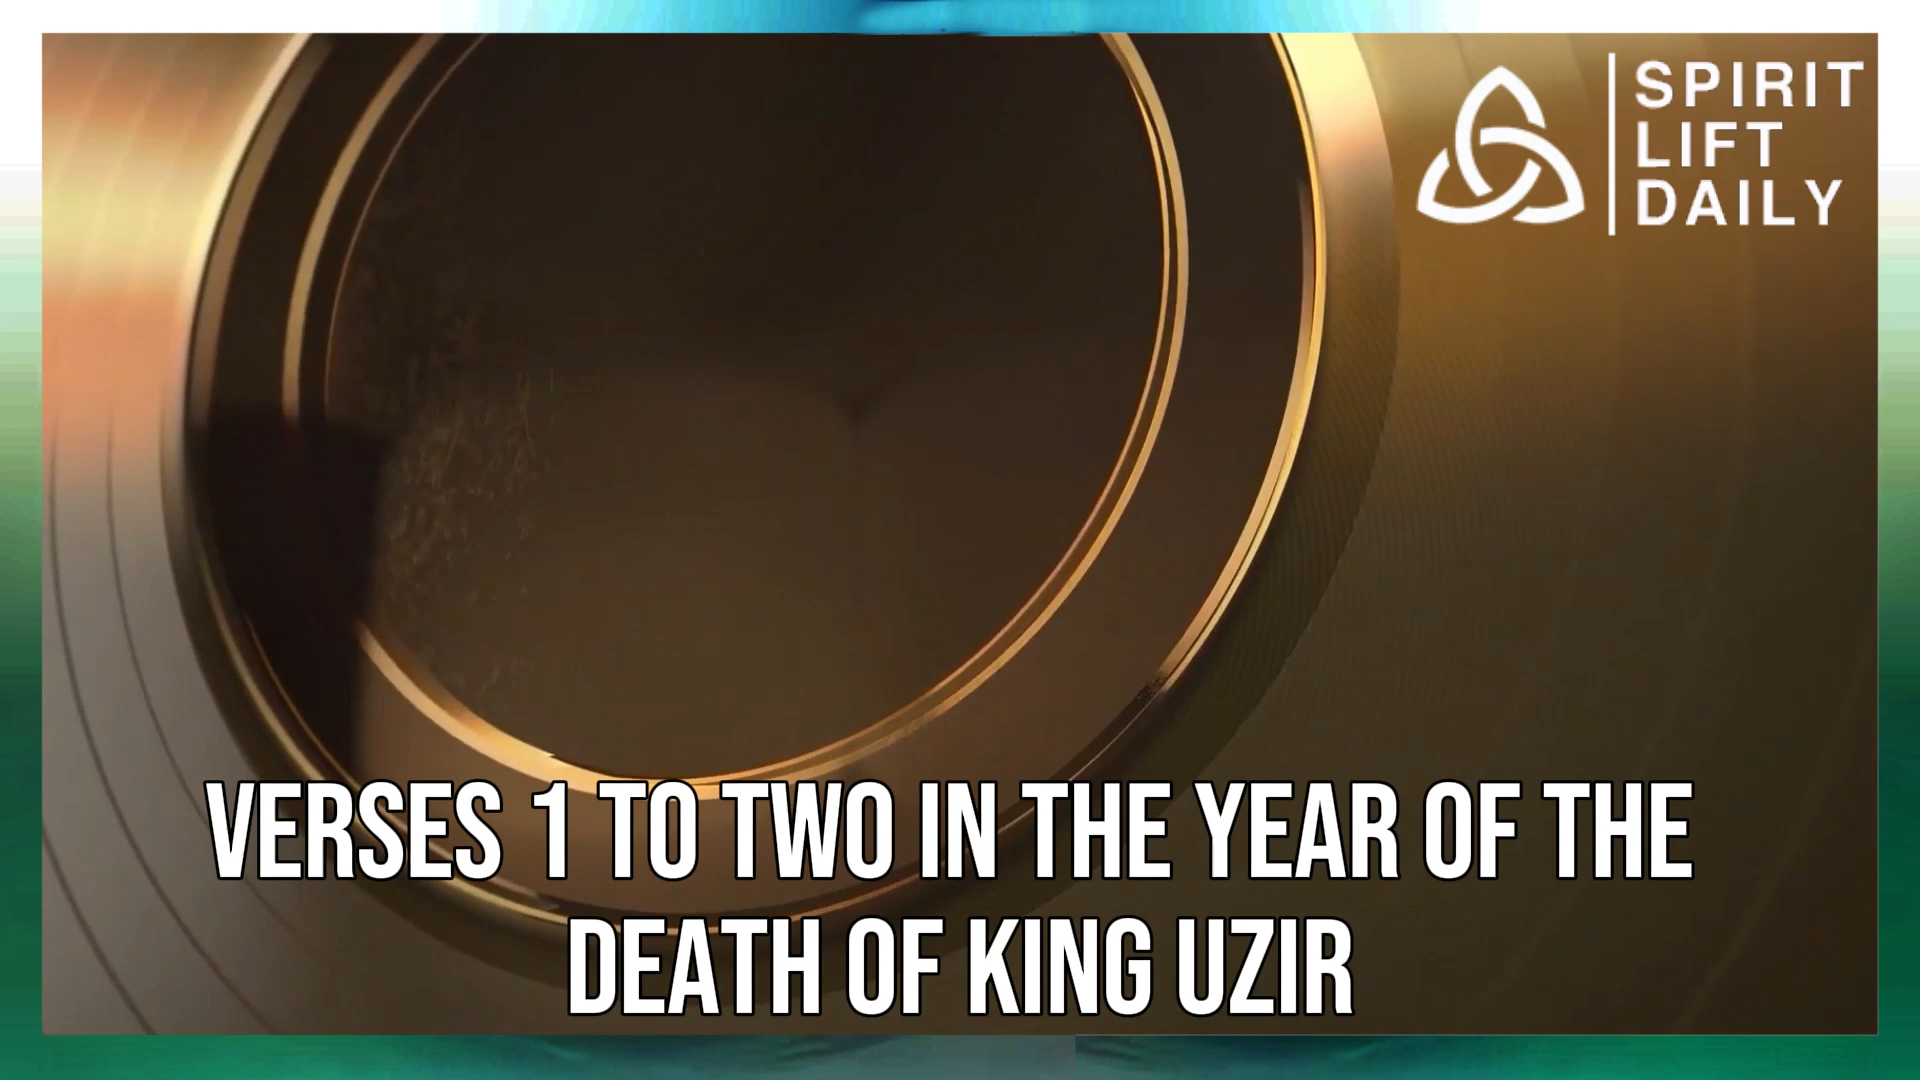 SPIRIT
LIFT
DAILY
VERSES 1 TO TWO IN THE YEAR OF THE
DEATH OF KING UZIR